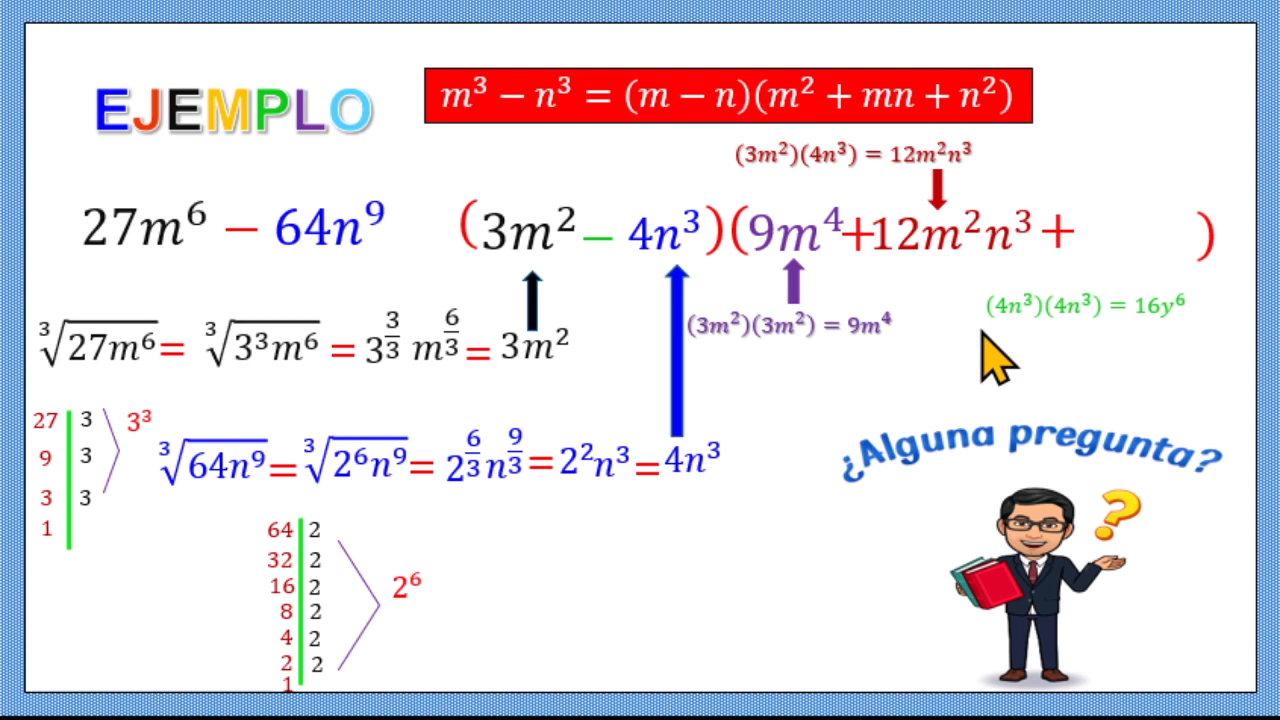 EJEMPLO
m³ − n³ = (m − n)(m² + mn + n²)
(3m²)(4n³) = 12m²n³
27m⁶ − 64n⁹
(3m² − 4n³)(9m⁴+12m²n³ + )
(4n³)(4n³) = 16y⁶
(3m²)(3m²) = 9m⁴
∛27m⁶ = ∛3³m⁶ = 3^(3/3) m^(6/3) = 3m²
27 3
9 3
3 3
1
3³
∛64n⁹ = ∛2⁶n⁹ = 2^(6/3) n^(9/3) = 2²n³ = 4n³
¿Alguna pregunta?
?
64 2
32 2
16 2
8 2
4 2
2 2
1
2⁶